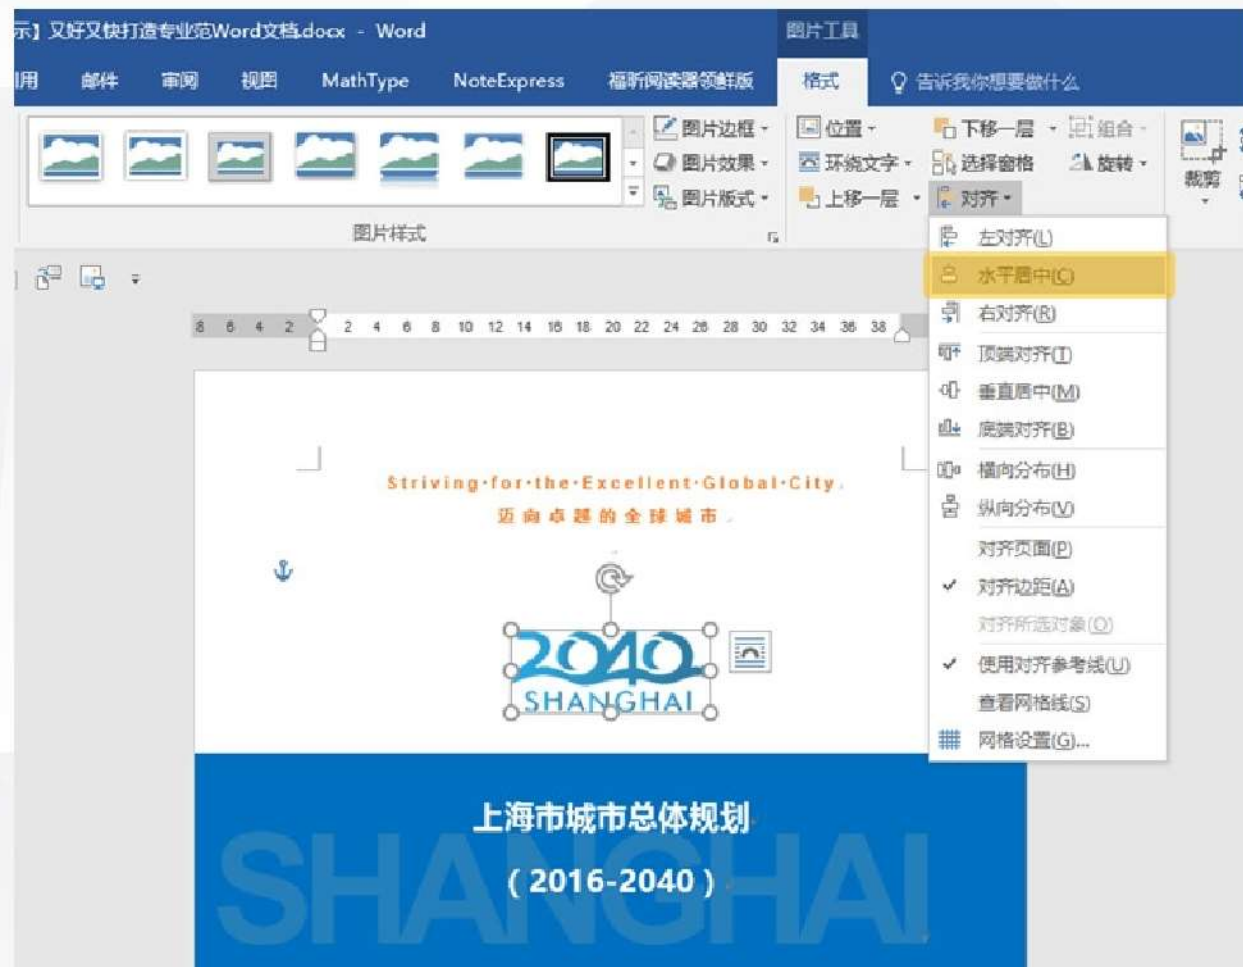 示】又好又快打造专业范Word文档.docx - Word
图片工具
引用 邮件 审阅 视图 MathType NoteExpress 福昕阅读器领鲜版 格式 告诉我你想要做什么
图片边框
图片效果
图片版式
图片样式
位置
环绕文字
上移一层
下移一层 组合
选择窗格 旋转
对齐
裁剪
左对齐(L)
水平居中(C)
右对齐(R)
顶端对齐(T)
垂直居中(M)
底端对齐(B)
横向分布(H)
纵向分布(V)
对齐页面(P)
对齐边距(A)
对齐所选对象(O)
使用对齐参考线(U)
查看网格线(S)
网格设置(G)...
8 6 4 2 2 4 6 8 10 12 14 16 18 20 22 24 26 28 30 32 34 36 38
Striving·for·the·Excellent·Global·City
迈向卓越的全球城市
2040
SHANGHAI
上海市城市总体规划
（2016-2040）
SHANGHAI